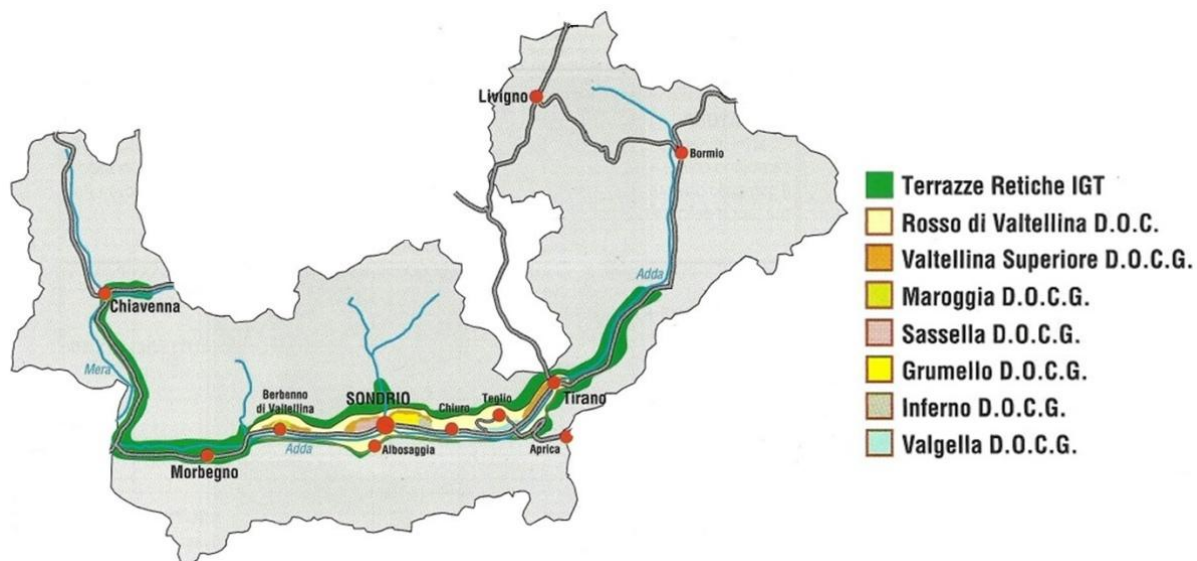 Livigno
Bormio
Adda
Chiavenna
Mera
Berbenno
di Valtellina
SONDRIO
Chiuro
Teglio
Tirano
Adda
Albosaggia
Aprica
Morbegno
Terrazze Retiche IGT
Rosso di Valtellina D.O.C.
Valtellina Superiore D.O.C.G.
Maroggia D.O.C.G.
Sassella D.O.C.G.
Grumello D.O.C.G.
Inferno D.O.C.G.
Valgella D.O.C.G.